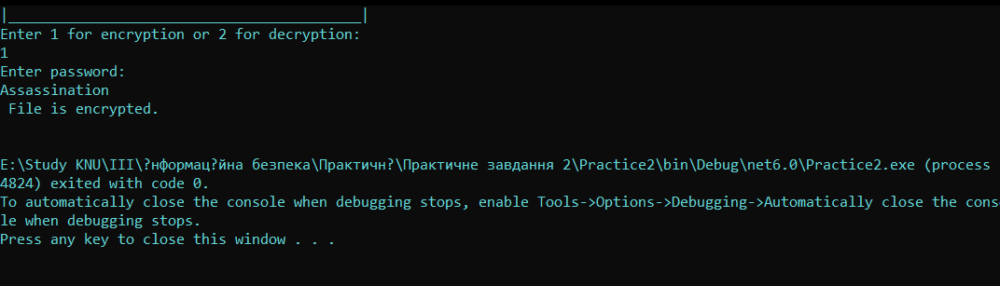 |______________________________________|
Enter 1 for encryption or 2 for decryption:
1
Enter password:
Assassination
 File is encrypted.
E:\Study KNU\III\?нформац?йна безпека\Практичн?\Практичне завдання 2\Practice2\bin\Debug\net6.0\Practice2.exe (process
4824) exited with code 0.
To automatically close the console when debugging stops, enable Tools->Options->Debugging->Automatically close the conso
le when debugging stops.
Press any key to close this window . . .